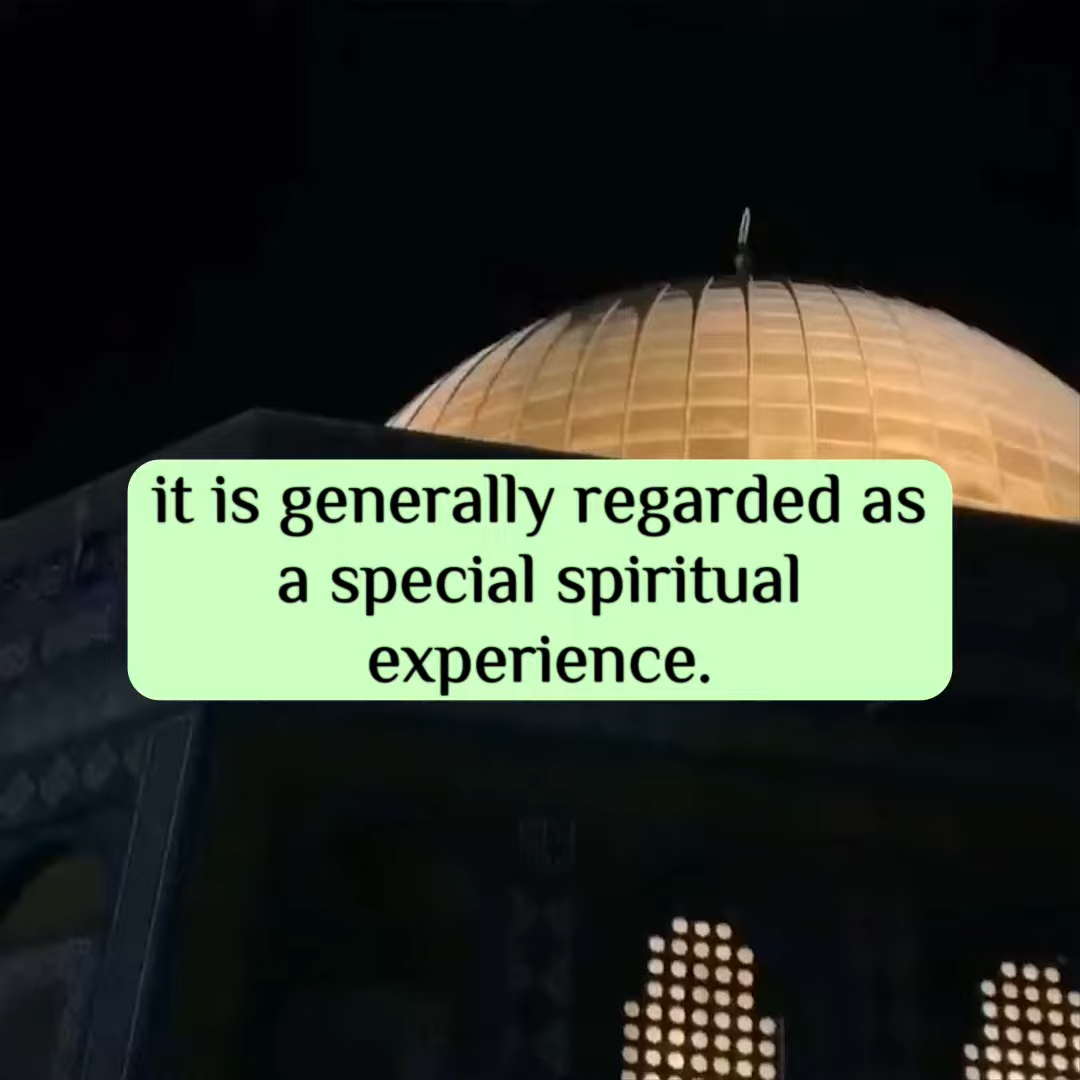 it is generally regarded as
a special spiritual
experience.